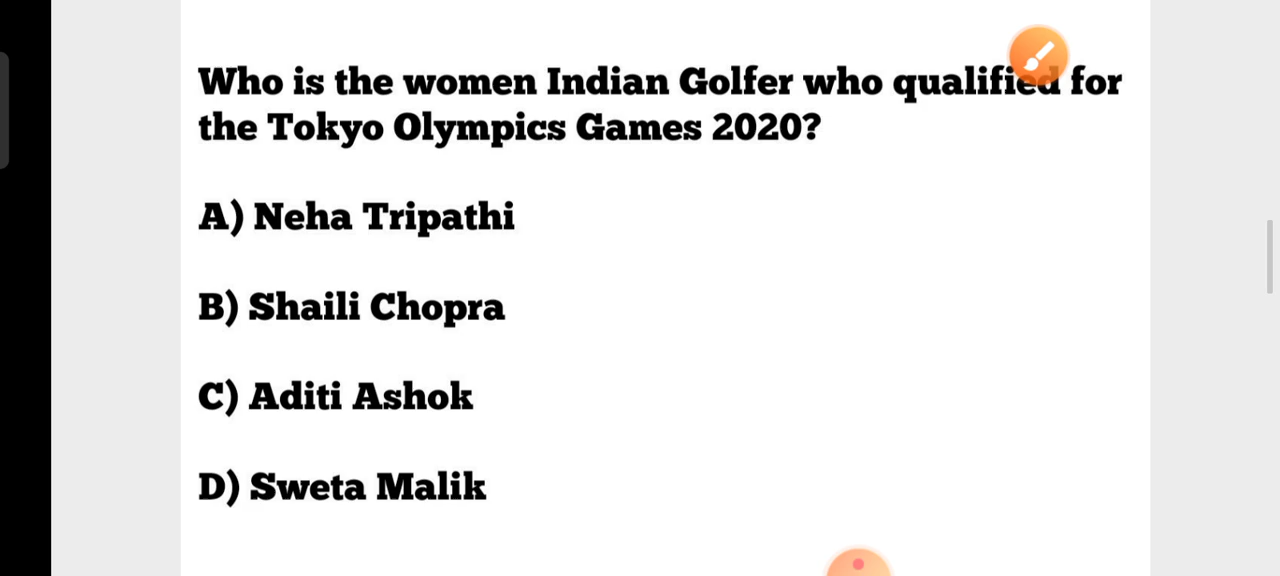 Who is the women Indian Golfer who qualified for
the Tokyo Olympics Games 2020?
A) Neha Tripathi
B) Shaili Chopra
C) Aditi Ashok
D) Sweta Malik